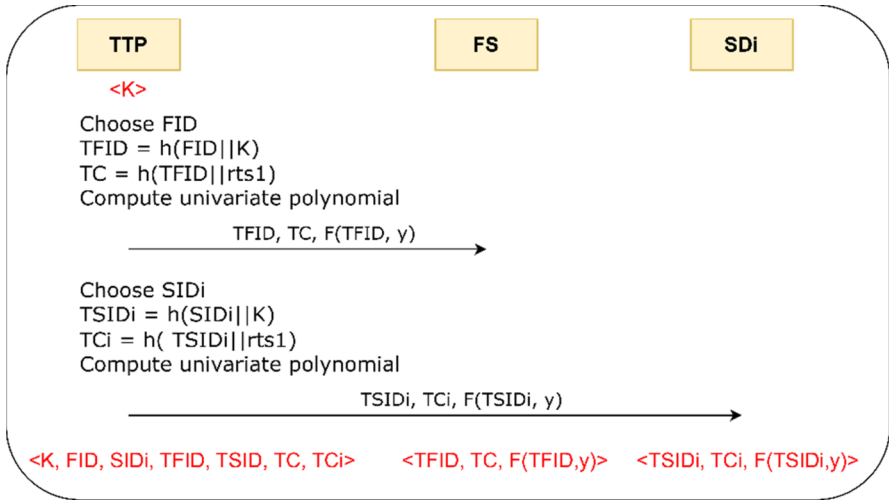 TTP
FS
SDi
<K>
Choose FID
TFID = h(FID||K)
TC = h(TFID||rts1)
Compute univariate polynomial
TFID, TC, F(TFID, y)
Choose SIDi
TSIDi = h(SIDi||K)
TCi = h( TSIDi||rts1)
Compute univariate polynomial
TSIDi, TCi, F(TSIDi, y)
<K, FID, SIDi, TFID, TSID, TC, TCi>
<TFID, TC, F(TFID,y)>
<TSIDi, TCi, F(TSIDi,y)>